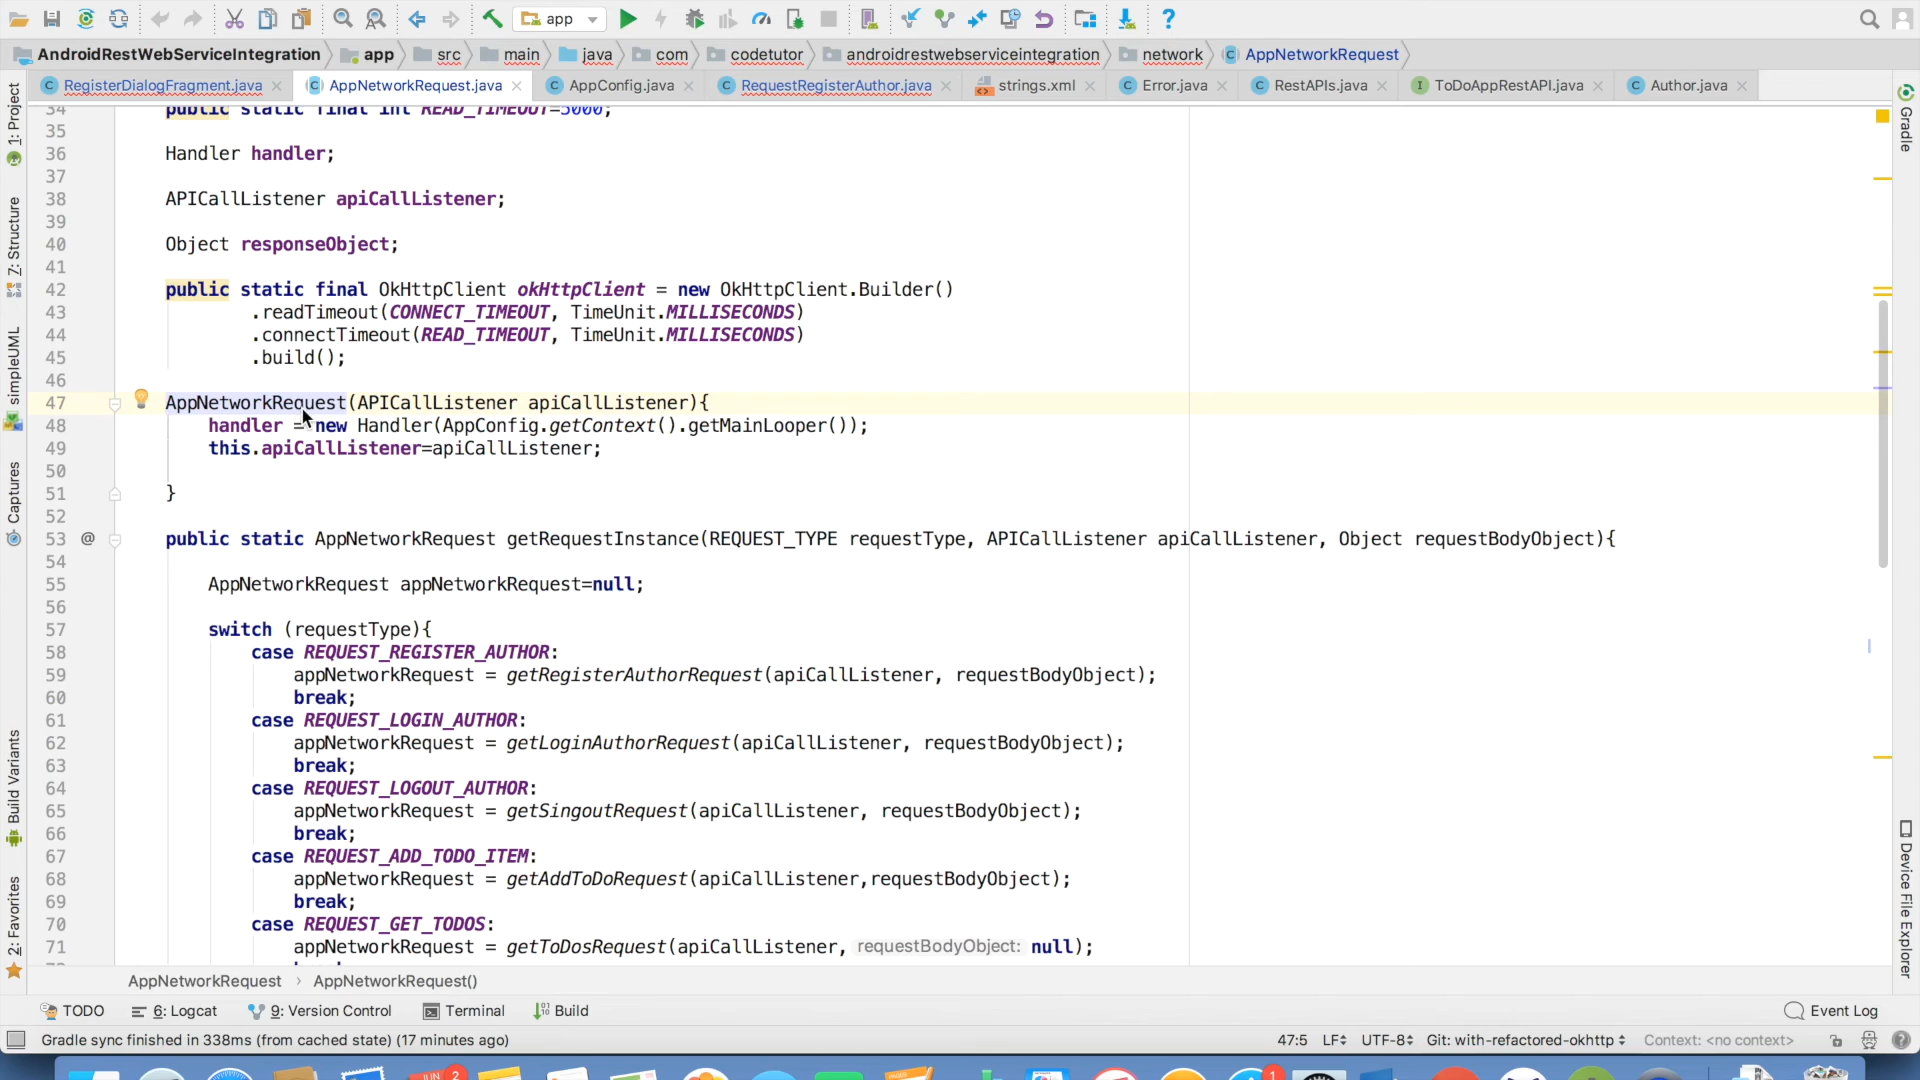 app
AndroidRestWebServiceIntegration app src main java com codetutor androidrestwebserviceintegration network AppNetworkRequest
RegisterDialogFragment.java AppNetworkRequest.java AppConfig.java RequestRegisterAuthor.java strings.xml Error.java RestAPIs.java ToDoAppRestAPI.java Author.java
1: Project
Z: Structure
simpleUML
Captures
Build Variants
2: Favorites
34 public static final int READ_TIMEOUT=5000;
35
36 Handler handler;
37
38 APICallListener apiCallListener;
39
40 Object responseObject;
41
42 public static final OkHttpClient okHttpClient = new OkHttpClient.Builder()
43 .readTimeout(CONNECT_TIMEOUT, TimeUnit.MILLISECONDS)
44 .connectTimeout(READ_TIMEOUT, TimeUnit.MILLISECONDS)
45 .build();
46
47 AppNetworkRequest(APICallListener apiCallListener){
48 handler = new Handler(AppConfig.getContext().getMainLooper());
49 this.apiCallListener=apiCallListener;
50
51 }
52
53 @ public static AppNetworkRequest getRequestInstance(REQUEST_TYPE requestType, APICallListener apiCallListener, Object requestBodyObject){
54
55 AppNetworkRequest appNetworkRequest=null;
56
57 switch (requestType){
58 case REQUEST_REGISTER_AUTHOR:
59 appNetworkRequest = getRegisterAuthorRequest(apiCallListener, requestBodyObject);
60 break;
61 case REQUEST_LOGIN_AUTHOR:
62 appNetworkRequest = getLoginAuthorRequest(apiCallListener, requestBodyObject);
63 break;
64 case REQUEST_LOGOUT_AUTHOR:
65 appNetworkRequest = getSingoutRequest(apiCallListener, requestBodyObject);
66 break;
67 case REQUEST_ADD_TODO_ITEM:
68 appNetworkRequest = getAddToDoRequest(apiCallListener,requestBodyObject);
69 break;
70 case REQUEST_GET_TODOS:
71 appNetworkRequest = getToDosRequest(apiCallListener, requestBodyObject: null);
Gradle
Device File Explorer
AppNetworkRequest › AppNetworkRequest()
TODO 6: Logcat 9: Version Control Terminal Build Event Log
Gradle sync finished in 338ms (from cached state) (17 minutes ago) 47:5 LF UTF-8 Git: with-refactored-okhttp Context: <no context>
JUN 2 1